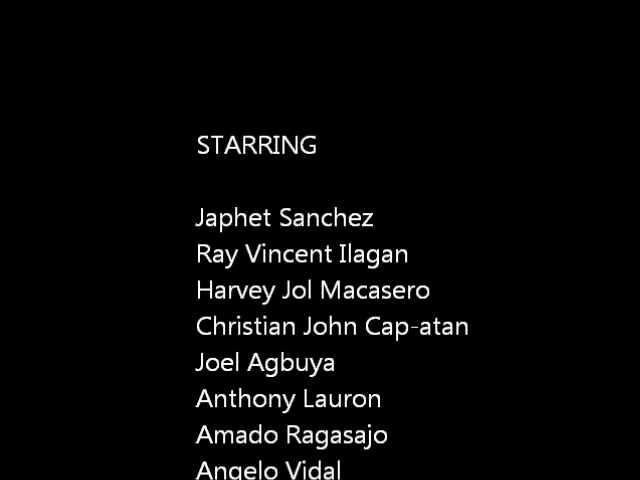 STARRING
Japhet Sanchez
Ray Vincent Ilagan
Harvey Jol Macasero
Christian John Cap-atan
Joel Agbuya
Anthony Lauron
Amado Ragasajo
Angelo Vidal